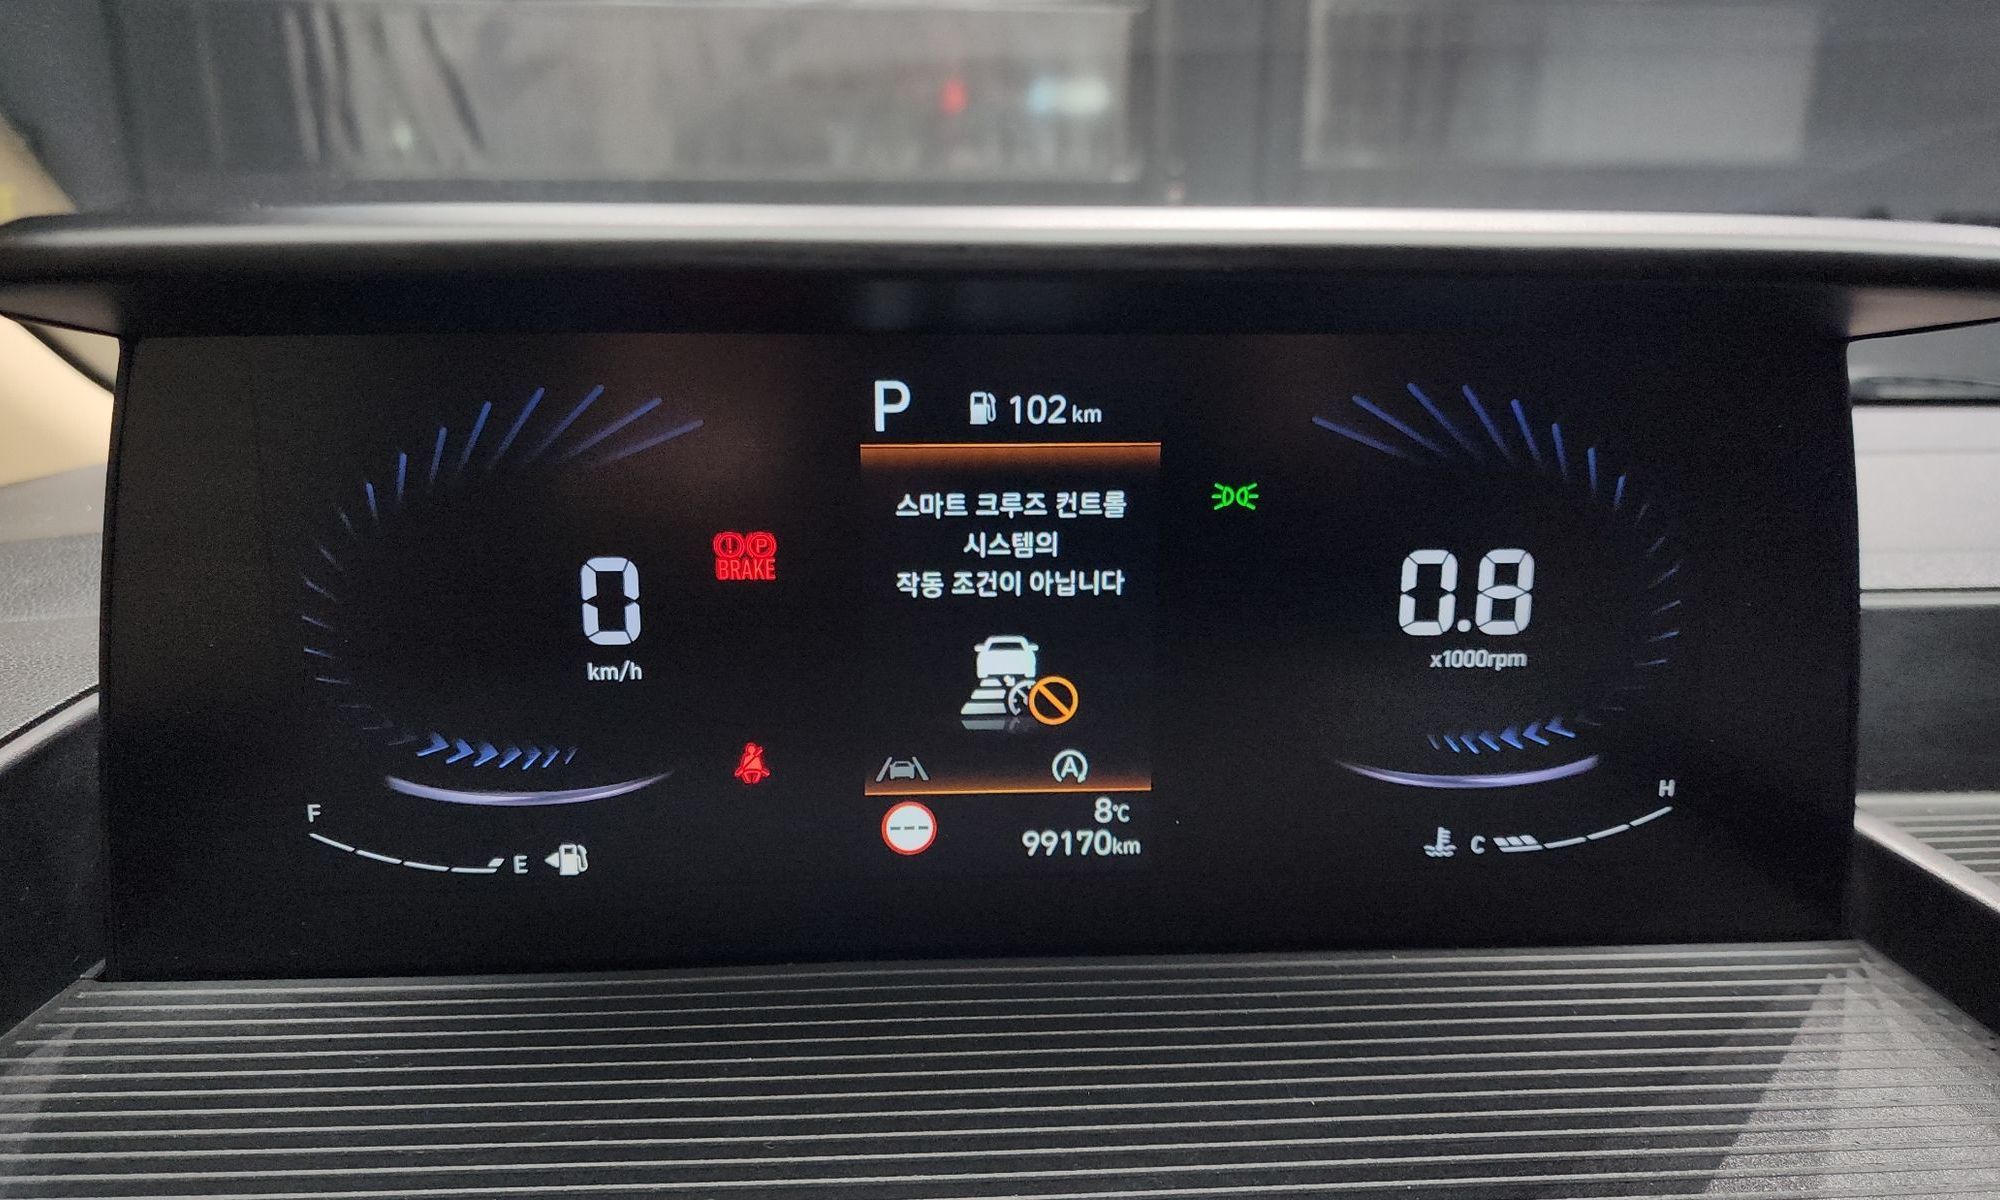 P 102 km
스마트 크루즈 컨트롤
시스템의
작동 조건이 아닙니다
! P
BRAKE
0
km/h
0.8
x1000rpm
A
F
E
---
8℃
99170km
C
H